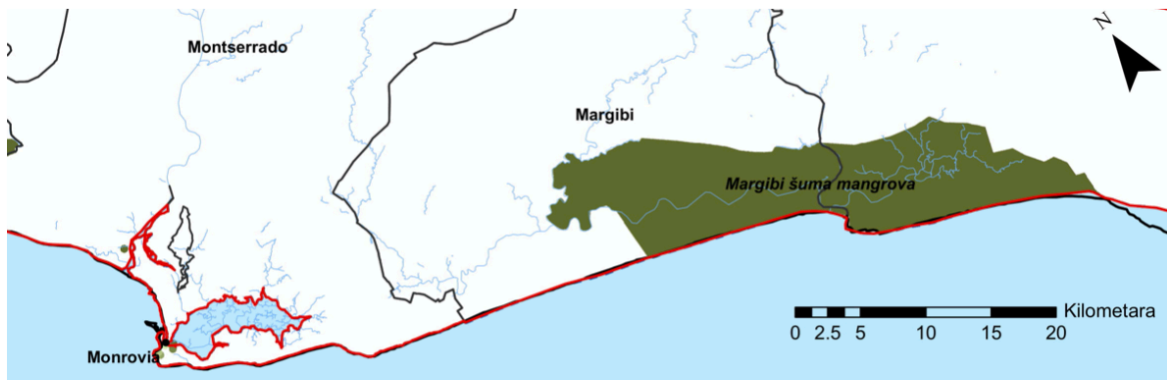 N
Montserrado
Margibi
Margibi šuma mangrova
Kilometara
0 2.5 5 10 15 20
Monrovia